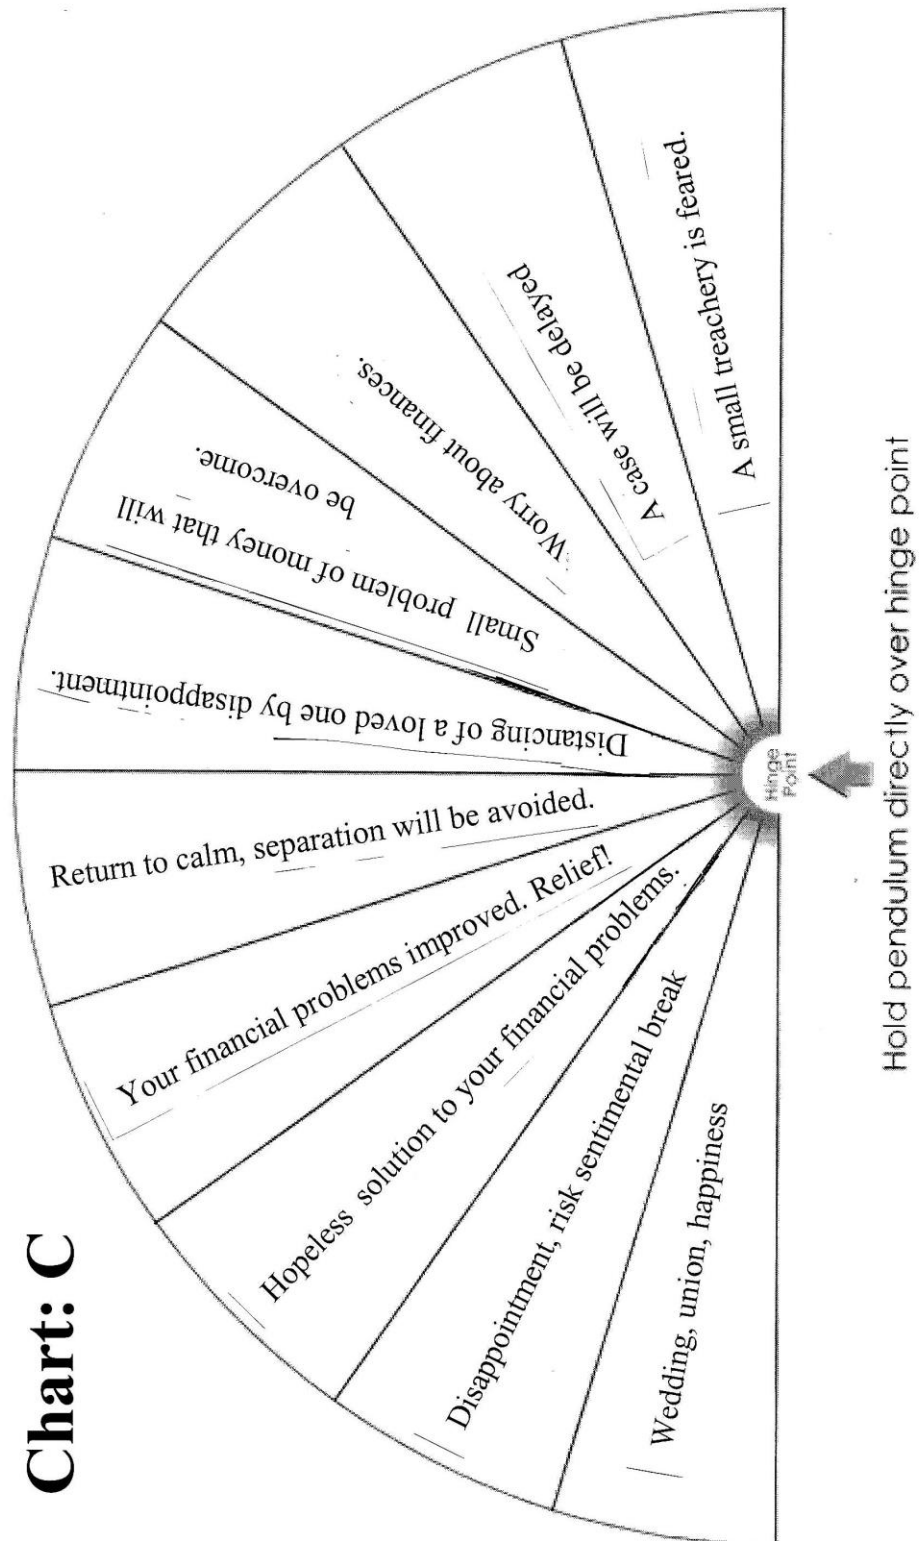 Chart: C
Wedding, union, happiness
Disappointment, risk sentimental break
Hopeless solution to your financial problems.
Your financial problems improved. Relief!
Return to calm, separation will be avoided.
Distancing of a loved one by disappointment.
Small problem of money that will
be overcome.
Worry about finances.
A case will be delayed
A small treachery is feared.
Hinge
Point
Hold pendulum directly over hinge point